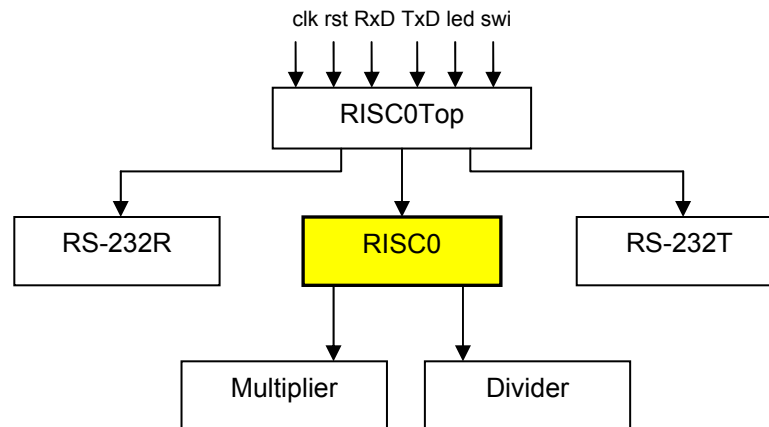 clk rst RxD TxD led swi
RISC0Top
RS-232R
RISC0
RS-232T
Multiplier
Divider